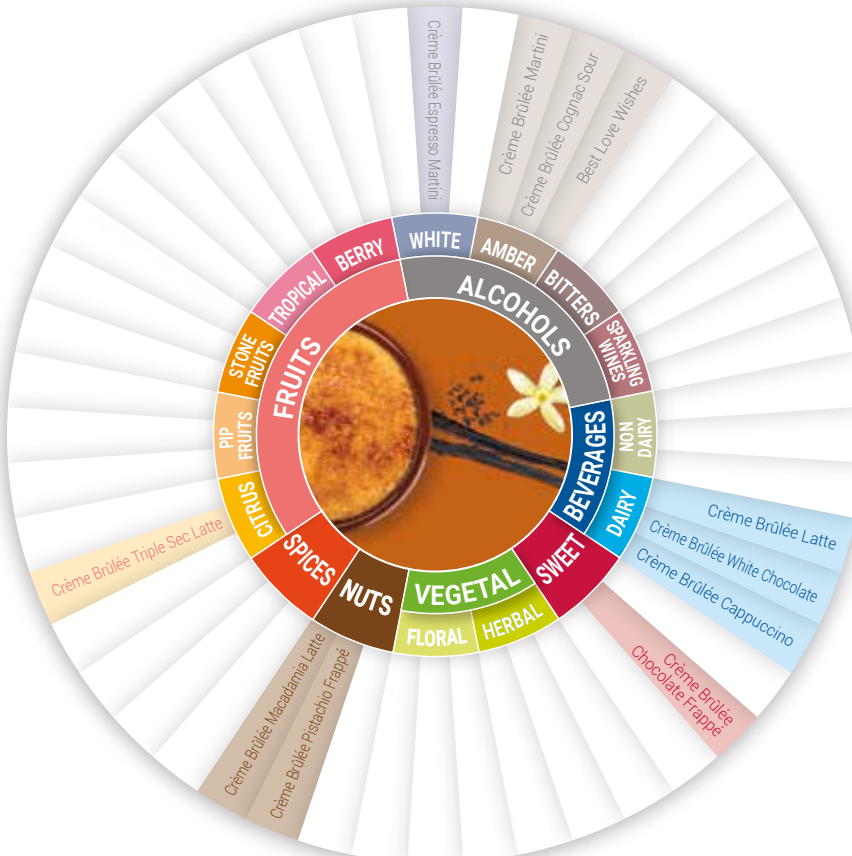 Crème Brûlée Espresso Martini
Crème Brûlée Martini
Crème Brûlée Cognac Sour
Best Love Wishes
WHITE
AMBER
BITTERS
SPARKLING
WINES
NON
DAIRY
DAIRY
SWEET
HERBAL
FLORAL
NUTS
SPICES
CITRUS
PIP
FRUITS
STONE
FRUITS
TROPICAL
BERRY
ALCOHOLS
BEVERAGES
VEGETAL
FRUITS
Crème Brûlée Latte
Crème Brûlée White Chocolate
Crème Brûlée Cappuccino
Crème Brûlée
Chocolate Frappé
Crème Brûlée Pistachio Frappé
Crème Brûlée Macadamia Latte
Crème Brûlée Triple Sec Latte